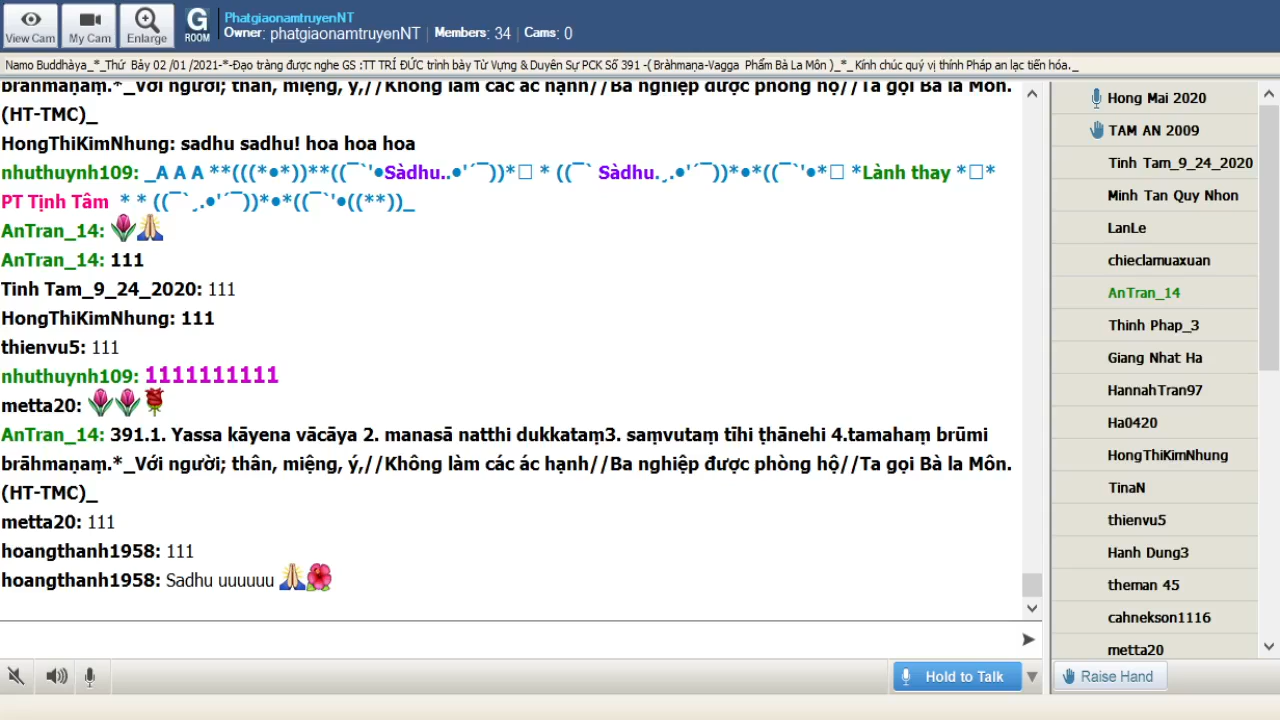 View Cam
My Cam
Enlarge
G
ROOM
PhatgiaonamtruyenNT
Owner: phatgiaonamtruyenNT | Members: 34 | Cams: 0
Namo Buddhàya_*_Thứ Bảy 02 /01 /2021-*-Đạo tràng được nghe GS :TT TRÍ ĐỨC trình bày Từ Vựng & Duyên Sự PCK Số 391 -( Bràhmaṇa-Vagga Phẩm Bà La Môn )_*_ Kính chúc quý vị thính Pháp an lạc tiến hóa._
brāhmaṇaṃ.*_Với người; thân, miệng, ý,//Không làm các ác hạnh//Ba nghiệp được phòng hộ//Ta gọi Bà la Môn.
(HT-TMC)_
HongThiKimNhung: sadhu sadhu! hoa hoa hoa
nhuthuynh109: _A A A **(((*•*))**((¯`'•Sàdhu..•'´¯))*□ * ((¯` Sàdhu.¸.•'´¯))*•*((¯`'•*□ *Lành thay *□*
PT Tịnh Tâm * * ((¯`¸.•'´¯))*•*((¯`'•((**))_
AnTran_14: 🌷🙏
AnTran_14: 111
Tinh Tam_9_24_2020: 111
HongThiKimNhung: 111
thienvu5: 111
nhuthuynh109: 1111111111
metta20: 🌷🌷🌹
AnTran_14: 391.1. Yassa kāyena vācāya 2. manasā natthi dukkataṃ3. saṃvutaṃ tīhi ṭhānehi 4.tamahaṃ brūmi
brāhmaṇaṃ.*_Với người; thân, miệng, ý,//Không làm các ác hạnh//Ba nghiệp được phòng hộ//Ta gọi Bà la Môn.
(HT-TMC)_
metta20: 111
hoangthanh1958: 111
hoangthanh1958: Sadhu uuuuuu 🙏🌺
Hold to Talk
Hong Mai 2020
TAM AN 2009
Tinh Tam_9_24_2020
Minh Tan Quy Nhon
LanLe
chieclamuaxuan
AnTran_14
Thinh Phap_3
Giang Nhat Ha
HannahTran97
Ha0420
HongThiKimNhung
TinaN
thienvu5
Hanh Dung3
theman 45
cahnekson1116
metta20
Raise Hand